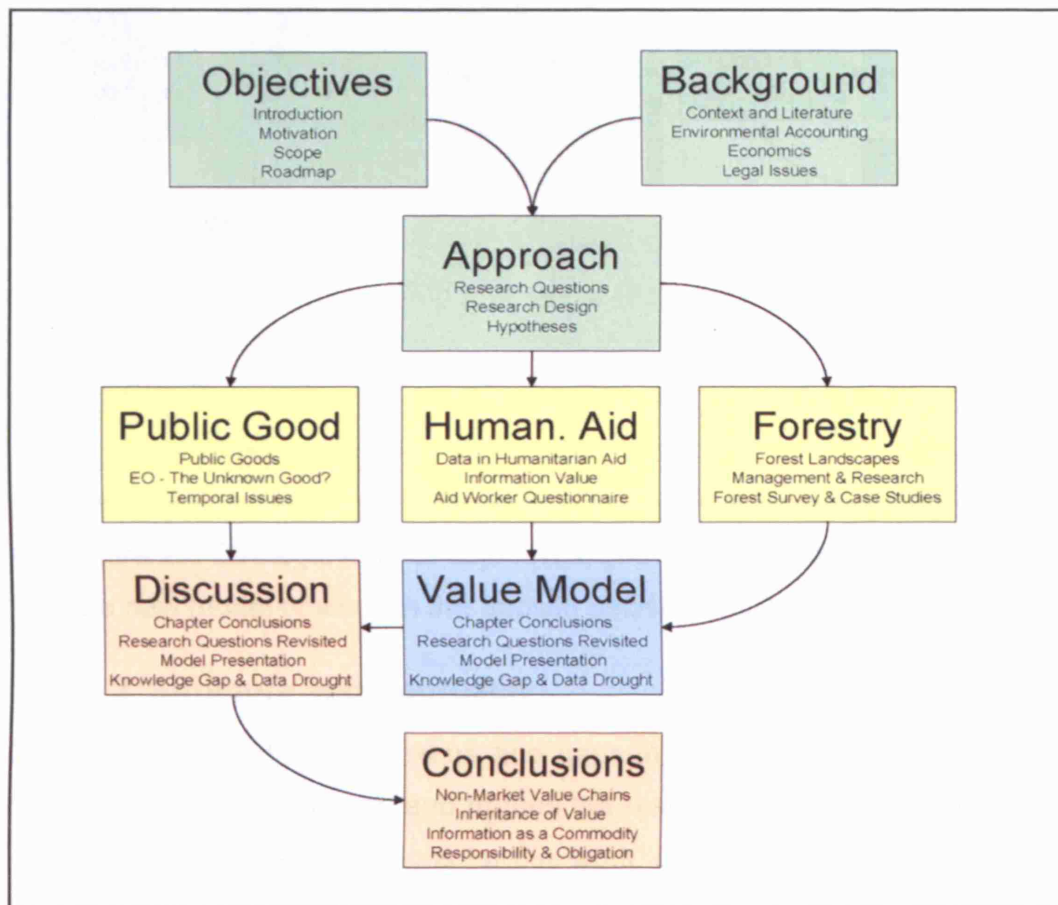 Objectives
Introduction
Motivation
Scope
Roadmap
Background
Context and Literature
Environmental Accounting
Economics
Legal Issues
Approach
Research Questions
Research Design
Hypotheses
Public Good
Public Goods
EO - The Unknown Good?
Temporal Issues
Human. Aid
Data in Humanitarian Aid
Information Value
Aid Worker Questionnaire
Forestry
Forest Landscapes
Management & Research
Forest Survey & Case Studies
Discussion
Chapter Conclusions
Research Questions Revisited
Model Presentation
Knowledge Gap & Data Drought
Value Model
Chapter Conclusions
Research Questions Revisited
Model Presentation
Knowledge Gap & Data Drought
Conclusions
Non-Market Value Chains
Inheritance of Value
Information as a Commodity
Responsibility & Obligation